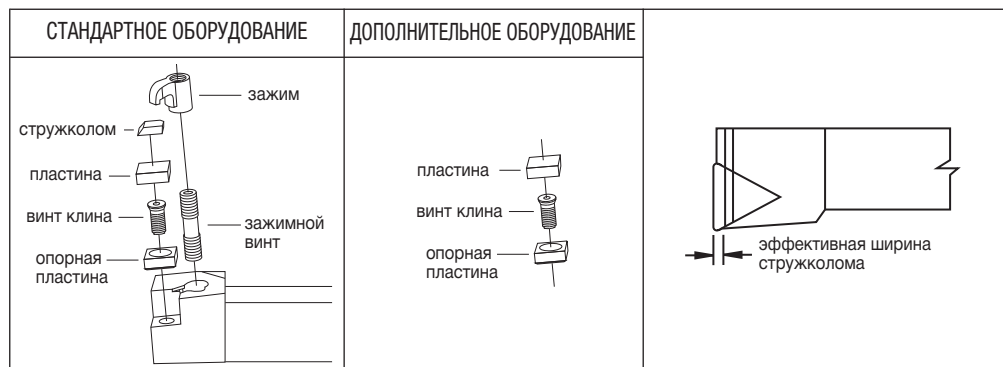 СТАНДАРТНОЕ ОБОРУДОВАНИЕ
зажим
стружколом
пластина
винт клина
зажимной
винт
опорная
пластина
ДОПОЛНИТЕЛЬНОЕ ОБОРУДОВАНИЕ
пластина
винт клина
опорная
пластина
эффективная ширина
стружколома